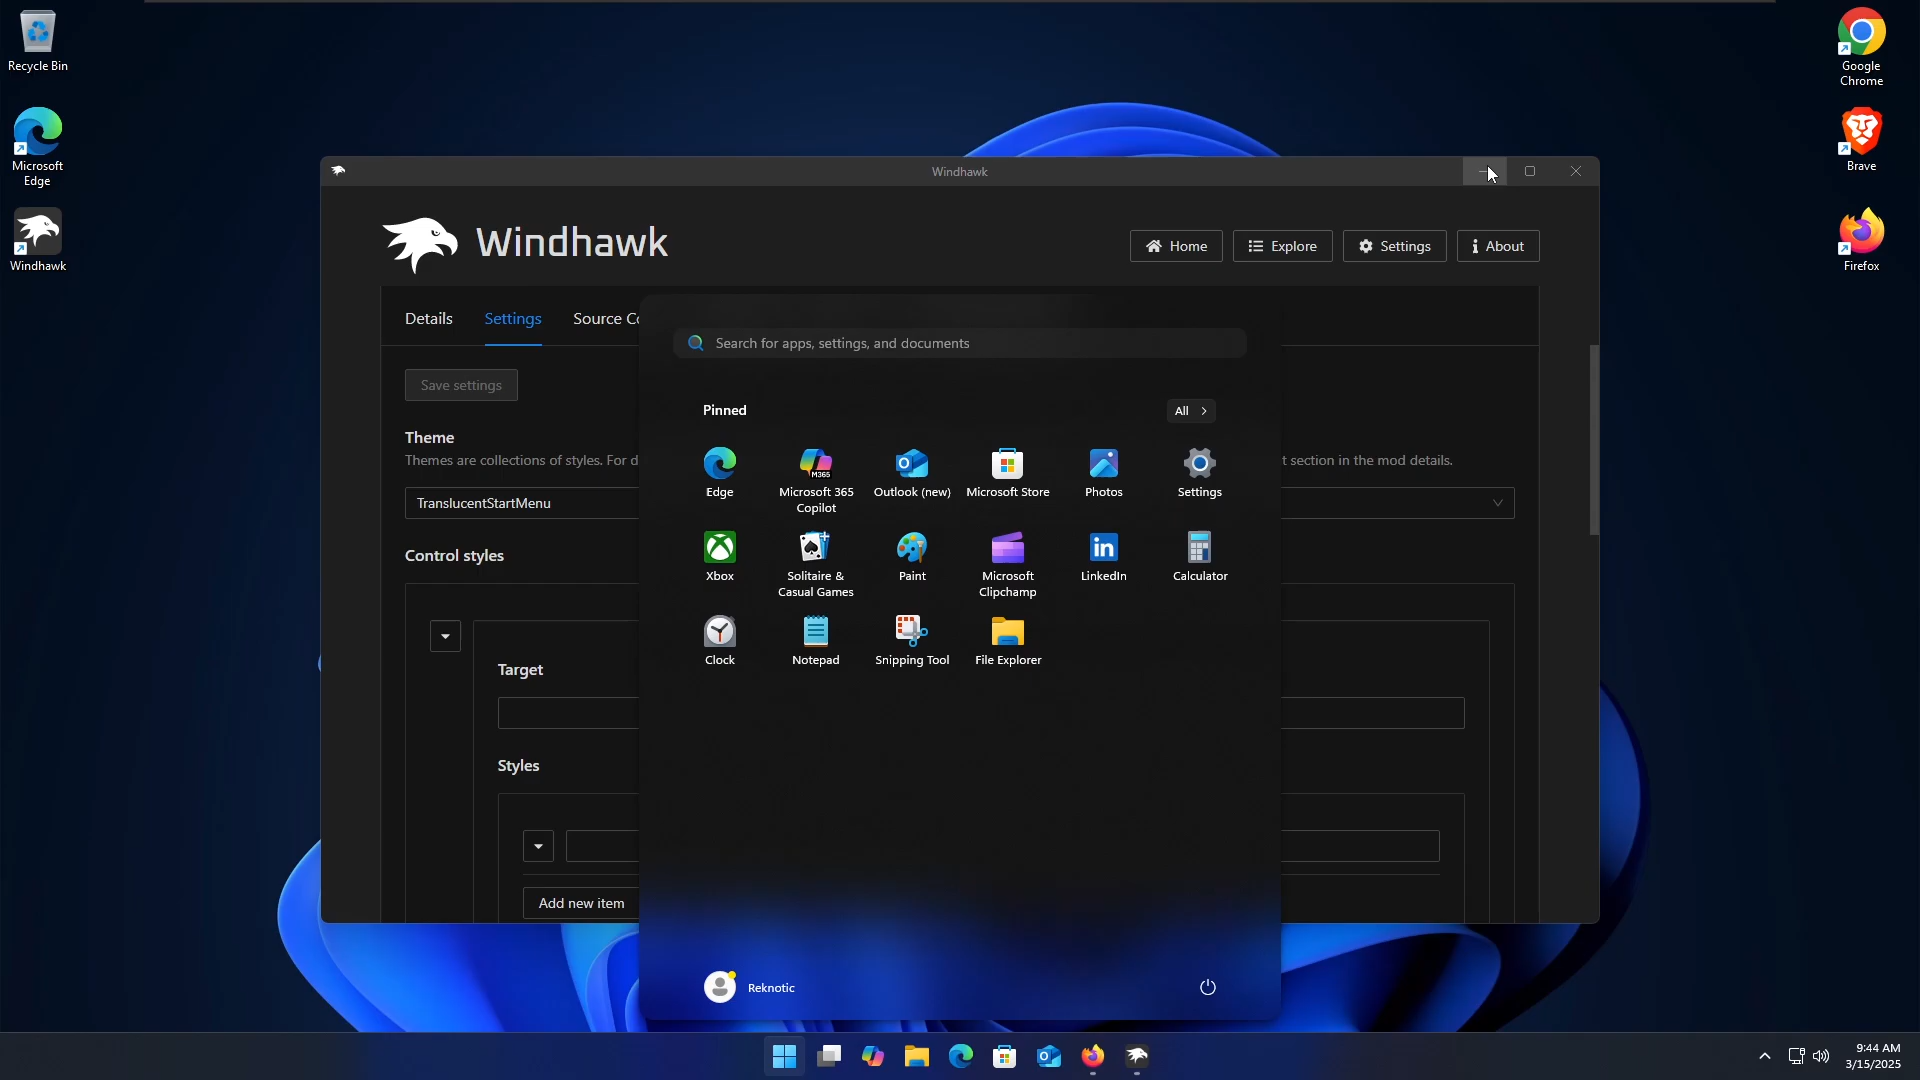 Recycle Bin
Microsoft
Edge
Windhawk
Google
Chrome
Brave
Firefox
Windhawk
Windhawk
Home
Explore
Settings
About
Details
Settings
Source Co
Save settings
Theme
Themes are collections of styles. For d
t section in the mod details.
TranslucentStartMenu
Control styles
Target
Styles
Add new item
Search for apps, settings, and documents
Pinned
All
Edge
Microsoft 365
Copilot
M365
Outlook (new)
Microsoft Store
Photos
Settings
Xbox
Solitaire &
Casual Games
Paint
Microsoft
Clipchamp
LinkedIn
Calculator
Clock
Notepad
Snipping Tool
File Explorer
Reknotic
9:44 AM
3/15/2025